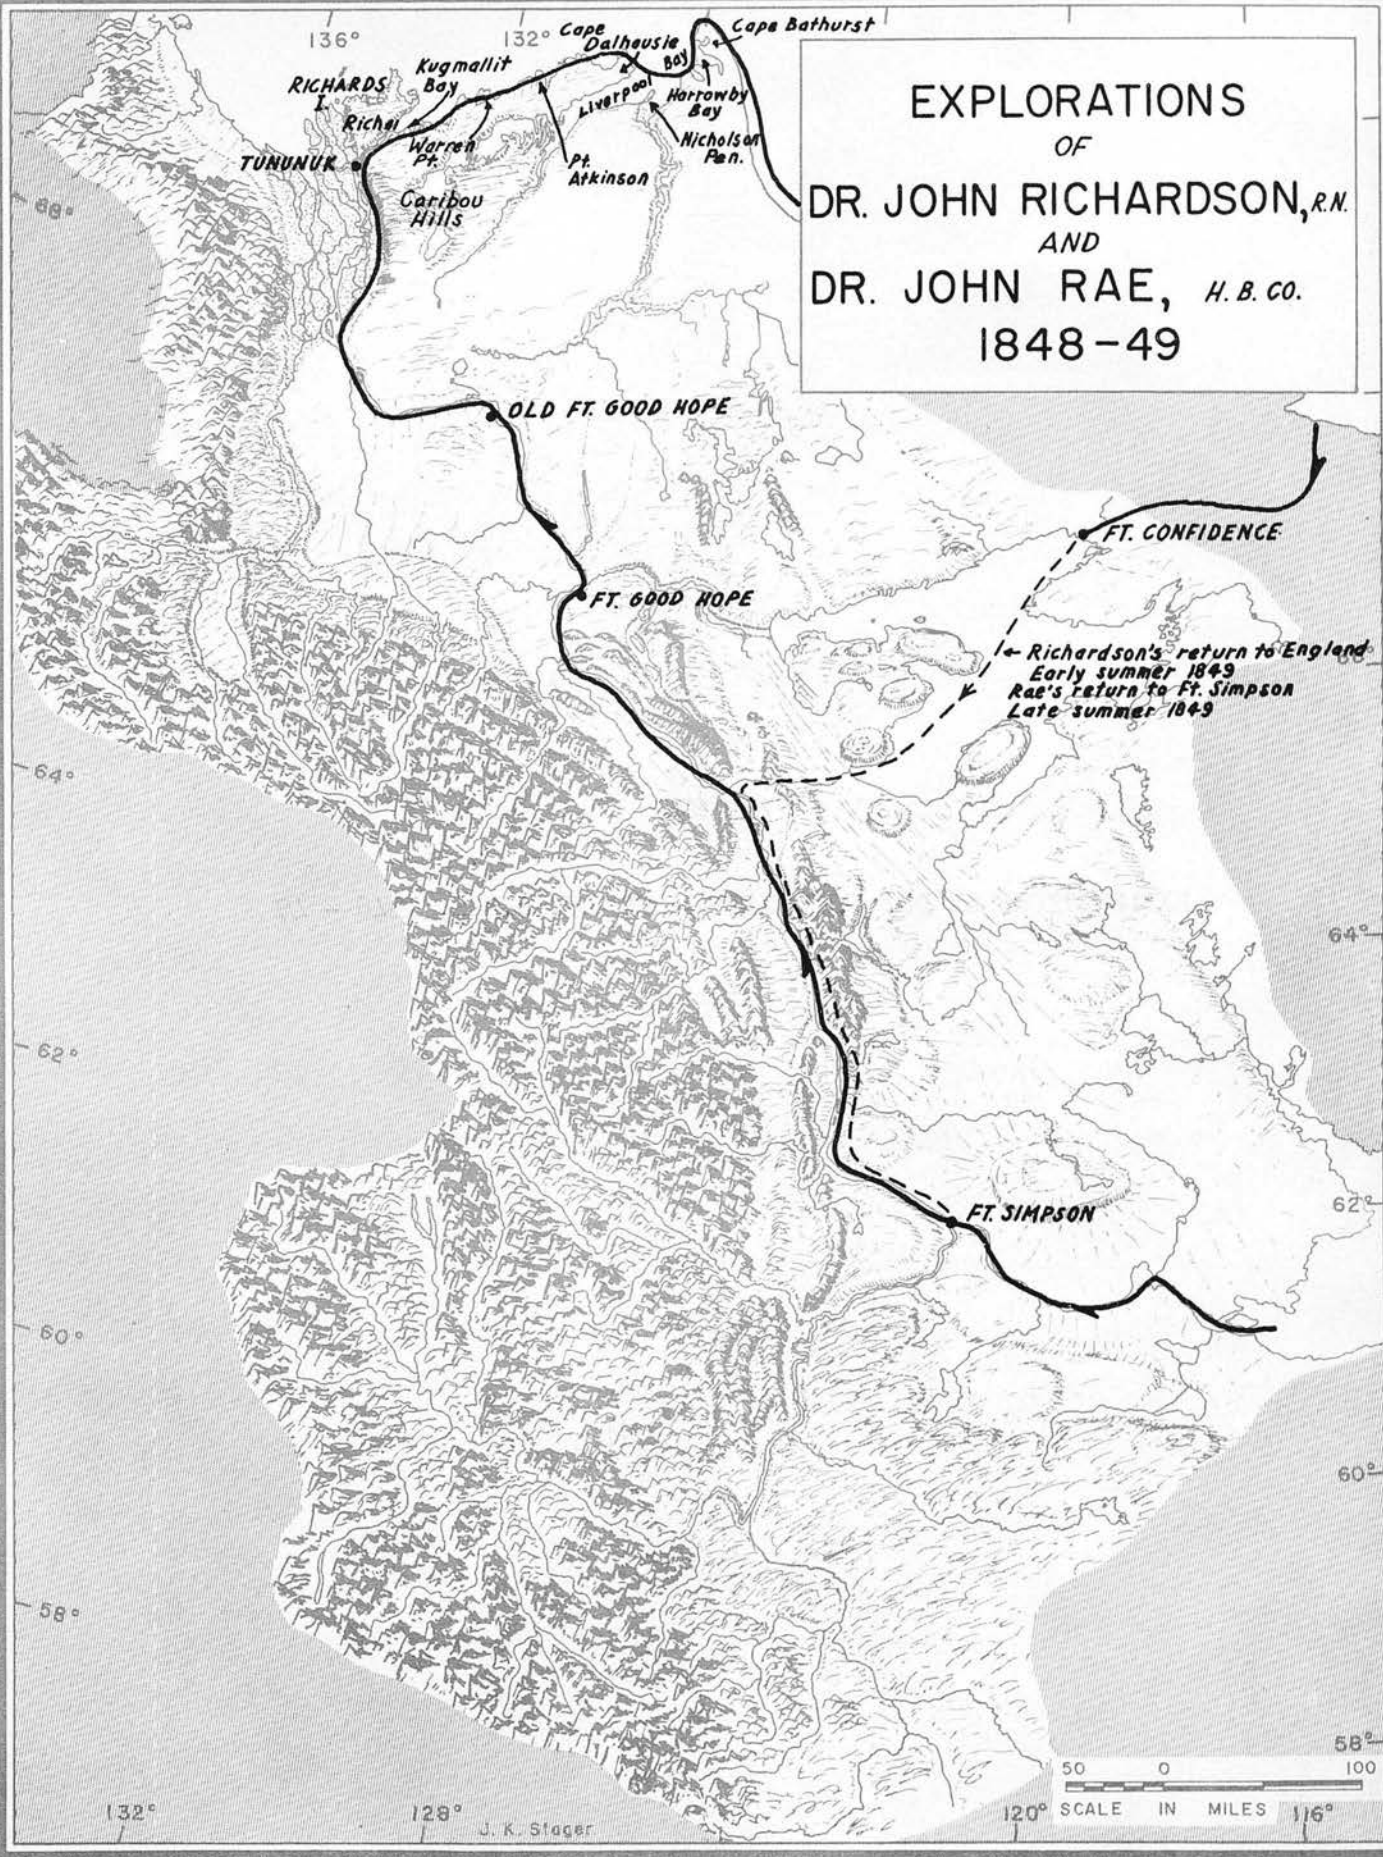 136°
132°
Cape
Dalhousie
Bay
Cape Bathurst
Kugmallit
Bay
RICHARDS
I.
Liverpool
Harrowby
Bay
Richai
Warren
Pt.
Nicholson
Pen.
TUNUNUK
Pt.
Atkinson
Caribou
Hills
EXPLORATIONS
OF
DR. JOHN RICHARDSON, R.N.
AND
DR. JOHN RAE, H. B. CO.
1848-49
OLD FT. GOOD HOPE
FT. CONFIDENCE
FT. GOOD HOPE
← Richardson's return to England
Early summer 1849
Rae's return to Ft. Simpson
Late summer 1849
64°
64°
62°
62°
FT. SIMPSON
60°
60°
58°
58°
50 0 100
SCALE IN MILES
132°
128°
120°
116°
J. K. Stager